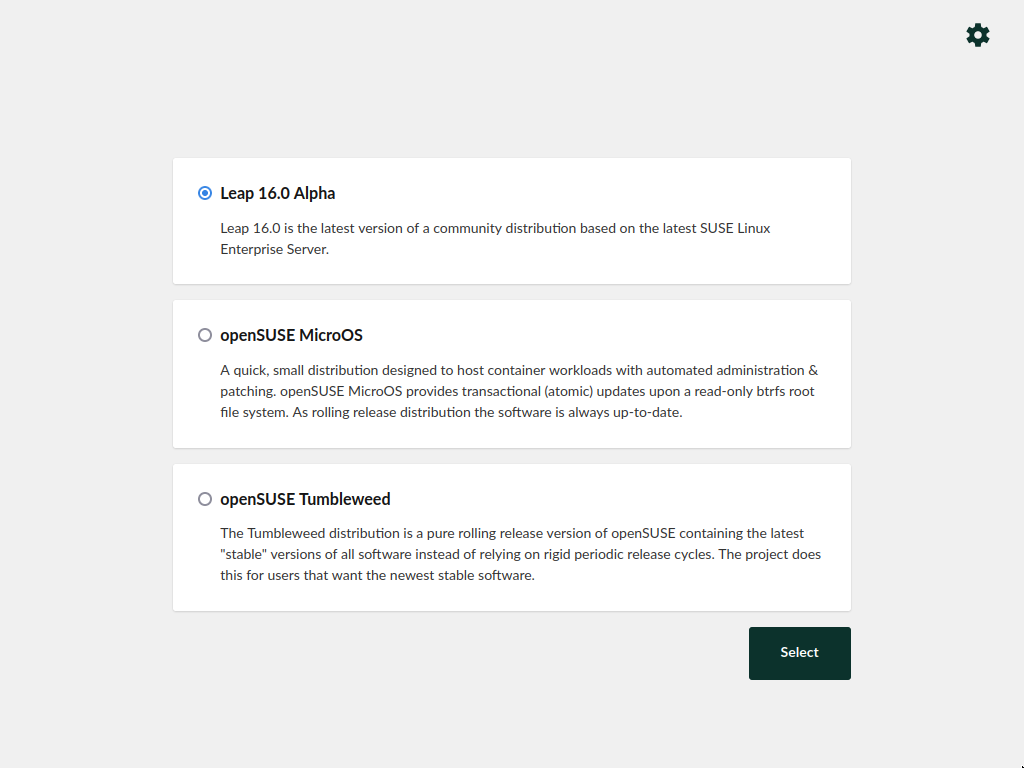 Leap 16.0 Alpha
Leap 16.0 is the latest version of a community distribution based on the latest SUSE Linux
Enterprise Server.
openSUSE MicroOS
A quick, small distribution designed to host container workloads with automated administration &
patching. openSUSE MicroOS provides transactional (atomic) updates upon a read-only btrfs root
file system. As rolling release distribution the software is always up-to-date.
openSUSE Tumbleweed
The Tumbleweed distribution is a pure rolling release version of openSUSE containing the latest
"stable" versions of all software instead of relying on rigid periodic release cycles. The project does
this for users that want the newest stable software.
Select